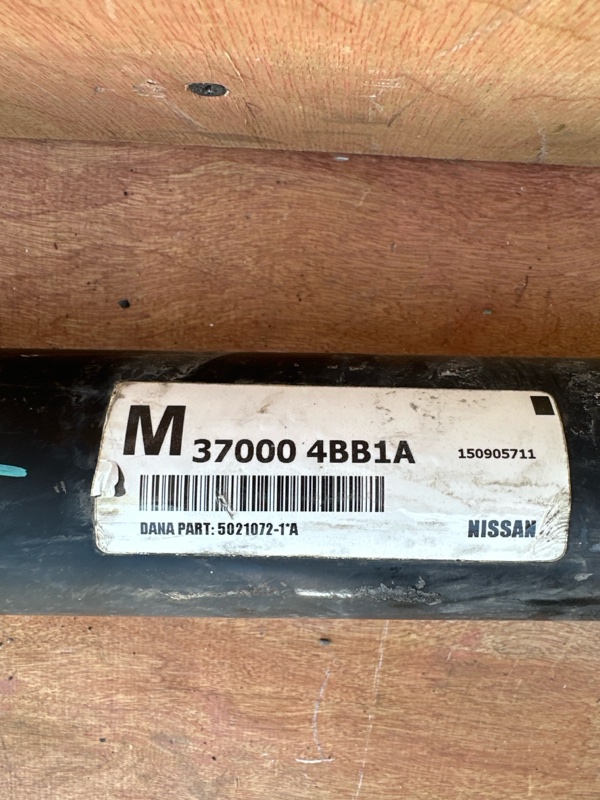 M 37000 4BB1A 150905711
DANA PART: 5021072-1*A NISSAN